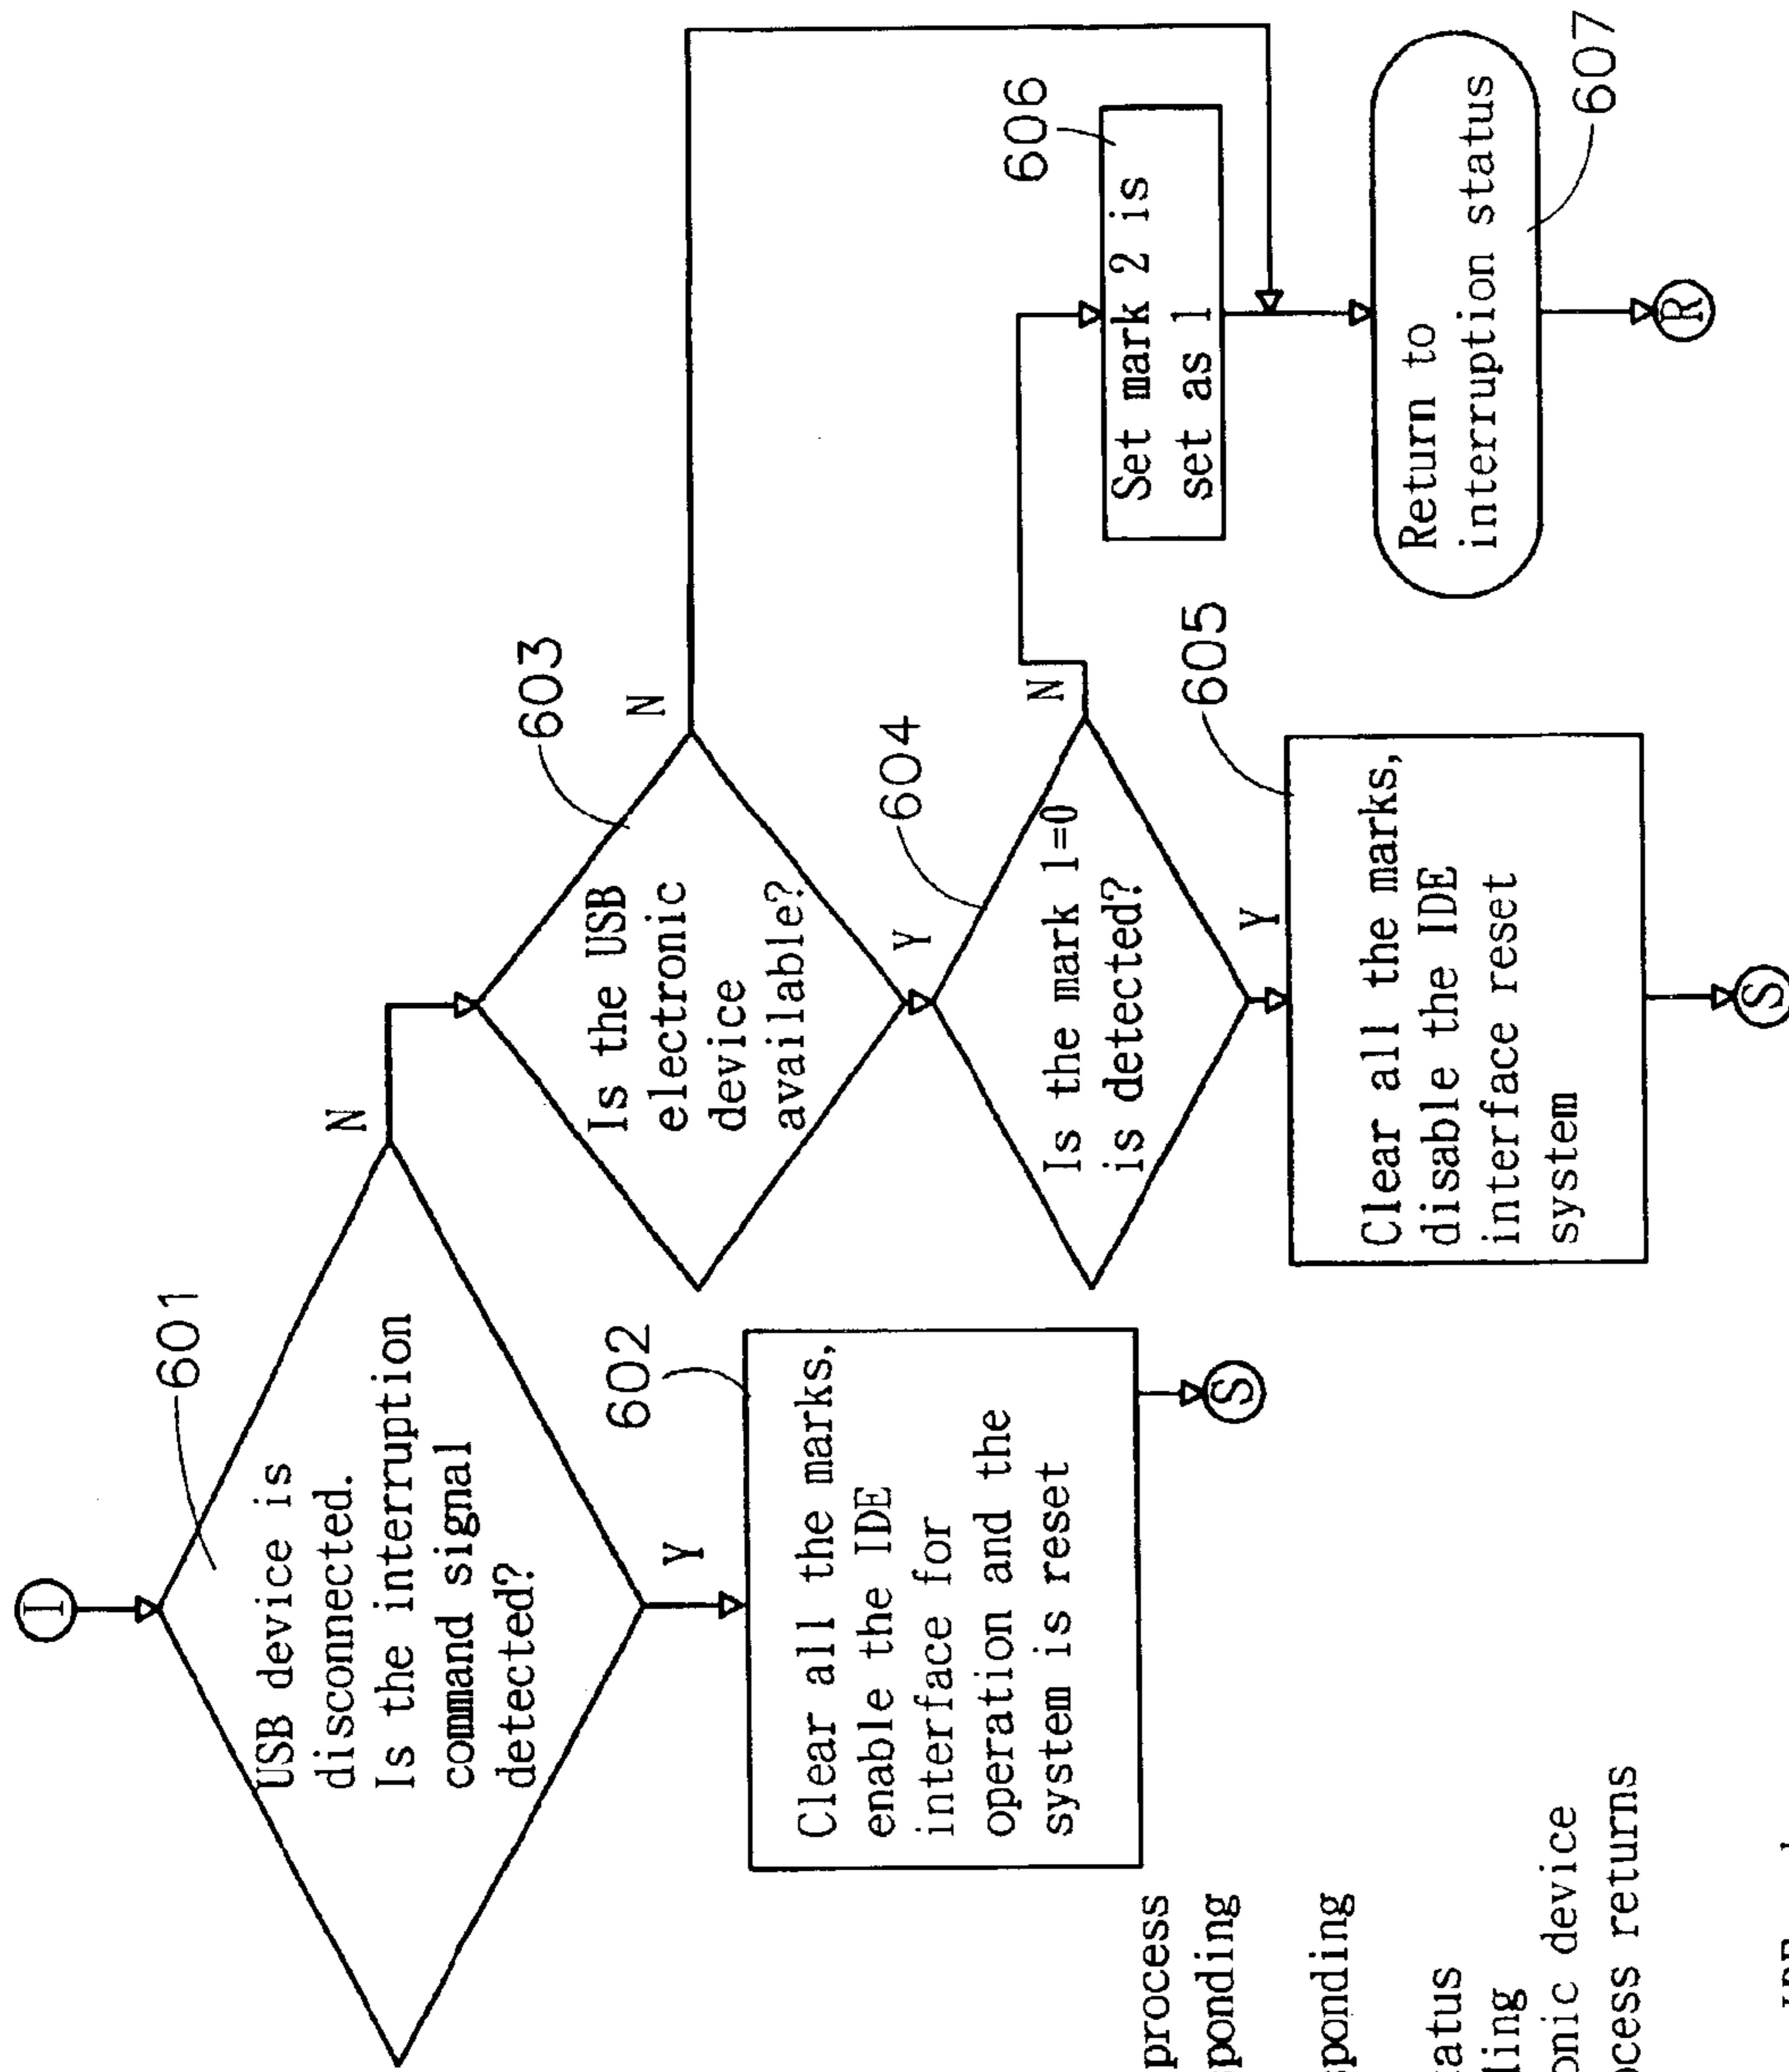 I
601
USB device is
disconnected.
Is the interruption
command signal
detected?
N
Y
602
Clear all the marks,
enable the IDE
interface for
operation and the
system is reset
S
603
Is the USB
electronic
device
available?
N
Y
604
Is the mark 1=0
is detected?
N
Y
605
Clear all the marks,
disable the IDE
interface reset
system
S
606
Set mark 2 is
set as 1
Return to
interruption status
607
R
process
ponding
ponding
atus
ling
onic device
cess returns